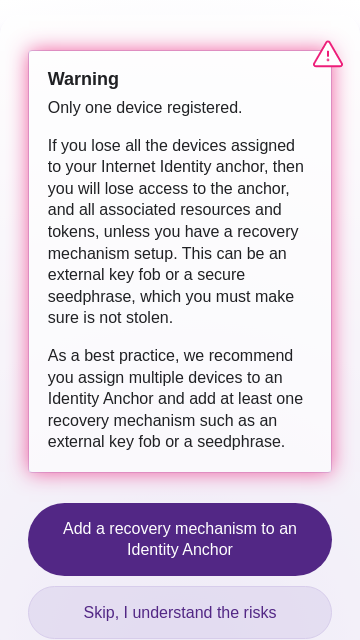 Warning
Only one device registered.
If you lose all the devices assigned
to your Internet Identity anchor, then
you will lose access to the anchor,
and all associated resources and
tokens, unless you have a recovery
mechanism setup. This can be an
external key fob or a secure
seedphrase, which you must make
sure is not stolen.
As a best practice, we recommend
you assign multiple devices to an
Identity Anchor and add at least one
recovery mechanism such as an
external key fob or a seedphrase.
Add a recovery mechanism to an
Identity Anchor
Skip, I understand the risks